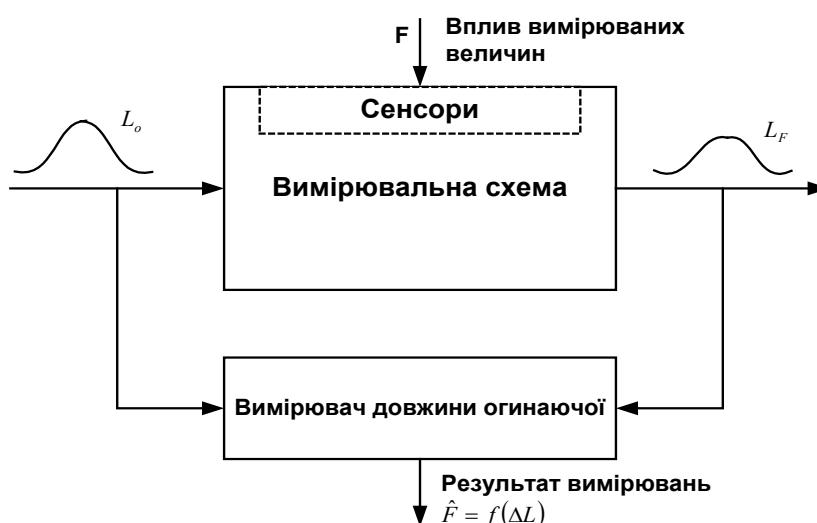 F
Вплив вимірюваних
величин
Сенсори
L_o
L_F
Вимірювальна схема
Вимірювач довжини огинаючої
Результат вимірювань
F̂ = f(ΔL)